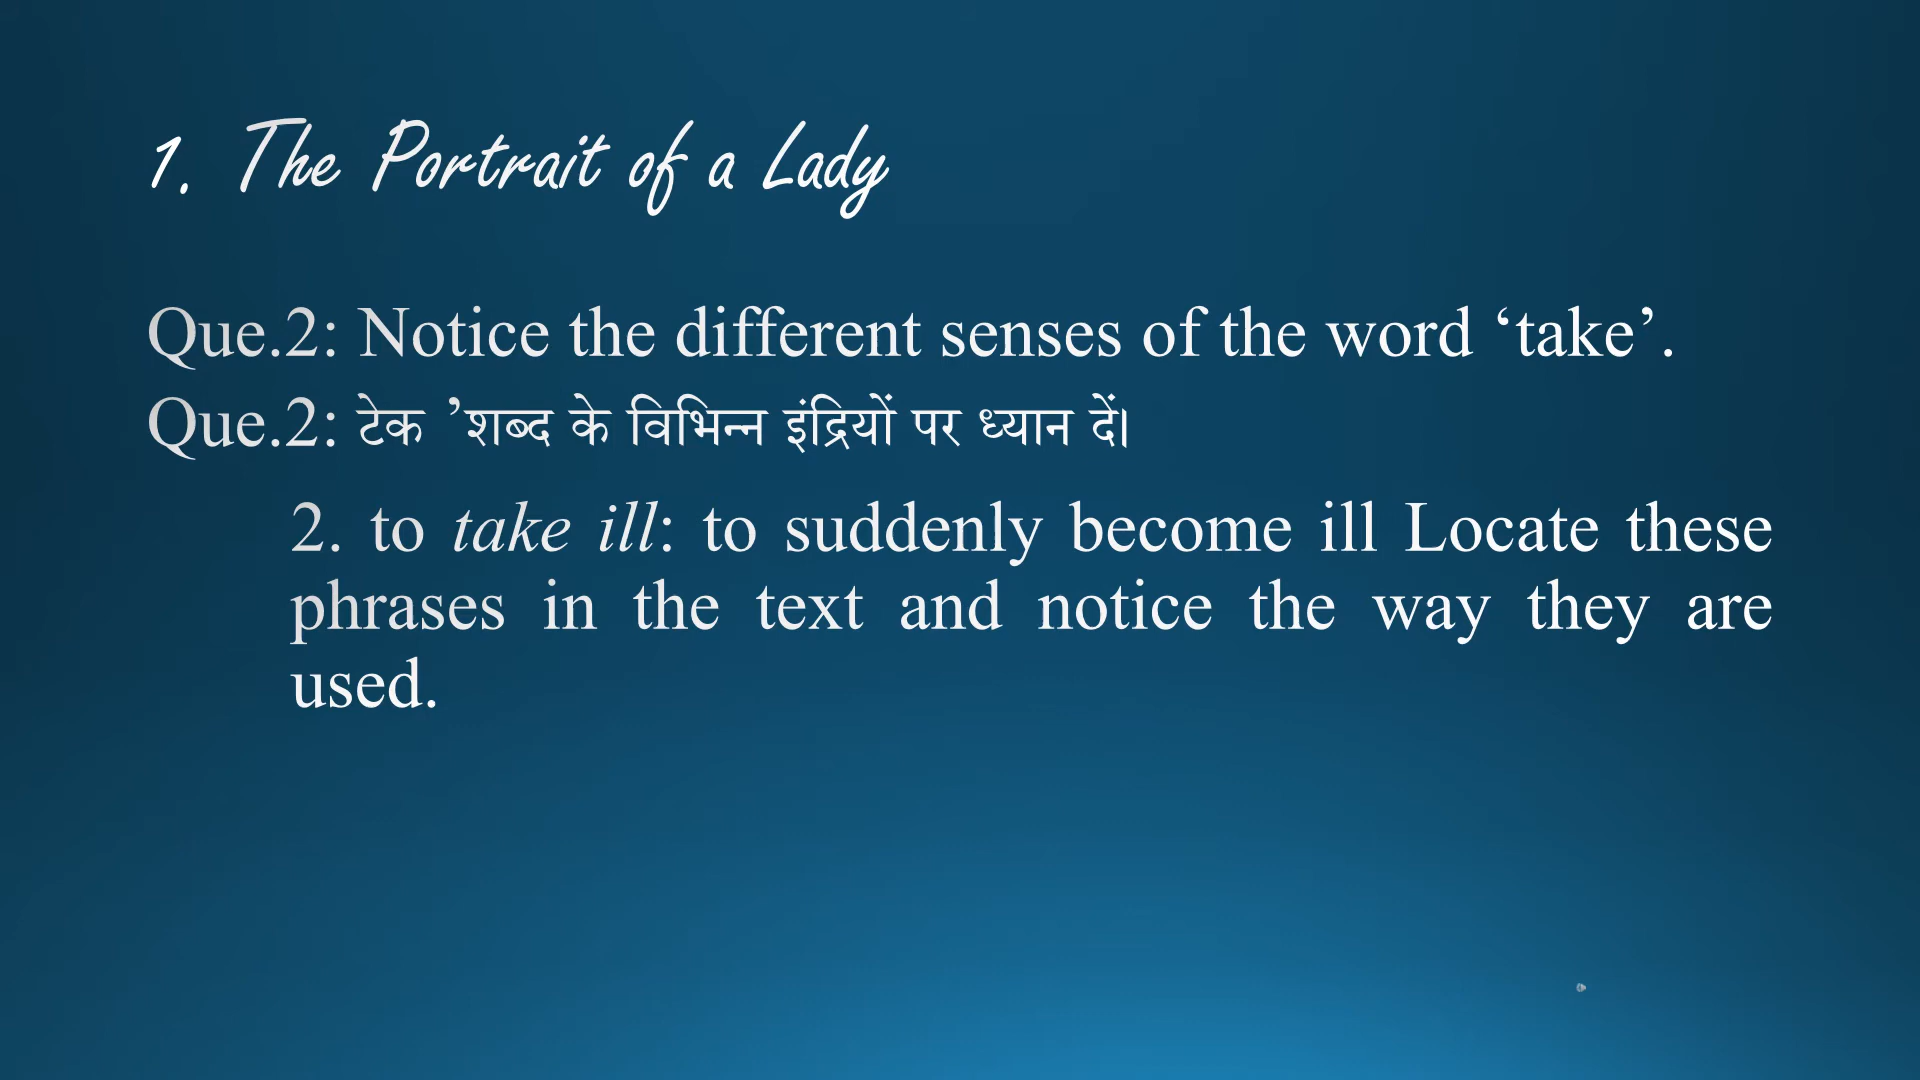 1. The Portrait of a Lady
Que.2: Notice the different senses of the word ‘take’.
Que.2: टेक ’शब्द के विभिन्न इंद्रियों पर ध्यान दें।
2. to take ill: to suddenly become ill Locate these
phrases in the text and notice the way they are
used.